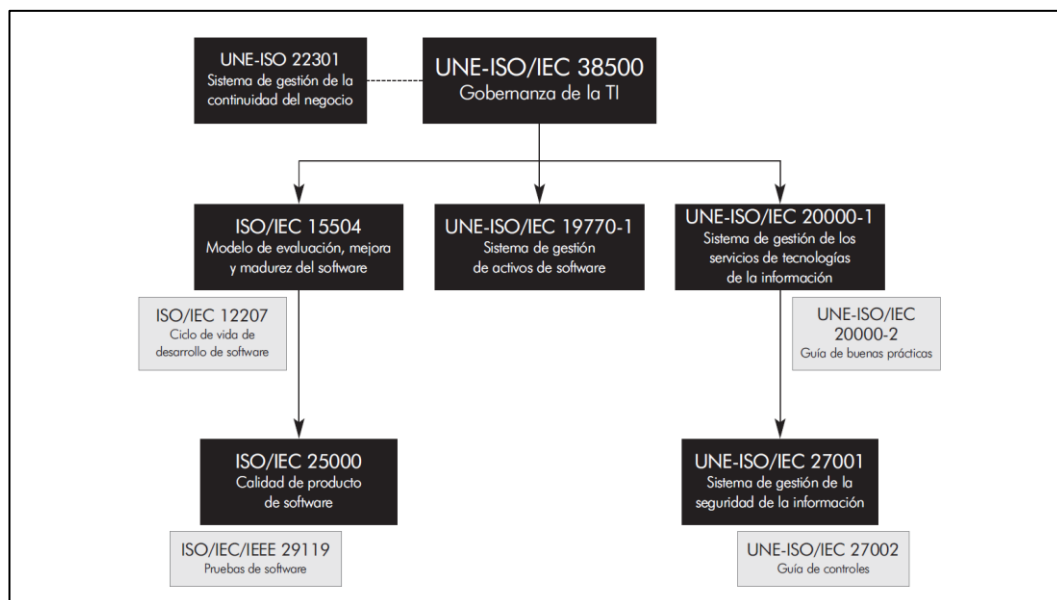 UNE-ISO 22301
Sistema de gestión de la
continuidad del negocio
UNE-ISO/IEC 38500
Gobernanza de la TI
ISO/IEC 15504
Modelo de evaluación, mejora
y madurez del software
UNE-ISO/IEC 19770-1
Sistema de gestión
de activos de software
UNE-ISO/IEC 20000-1
Sistema de gestión de los
servicios de tecnologías
de la información
ISO/IEC 12207
Ciclo de vida de
desarrollo de software
UNE-ISO/IEC
20000-2
Guía de buenas prácticas
ISO/IEC 25000
Calidad de producto
de software
UNE-ISO/IEC 27001
Sistema de gestión de la
seguridad de la información
ISO/IEC/IEEE 29119
Pruebas de software
UNE-ISO/IEC 27002
Guía de controles